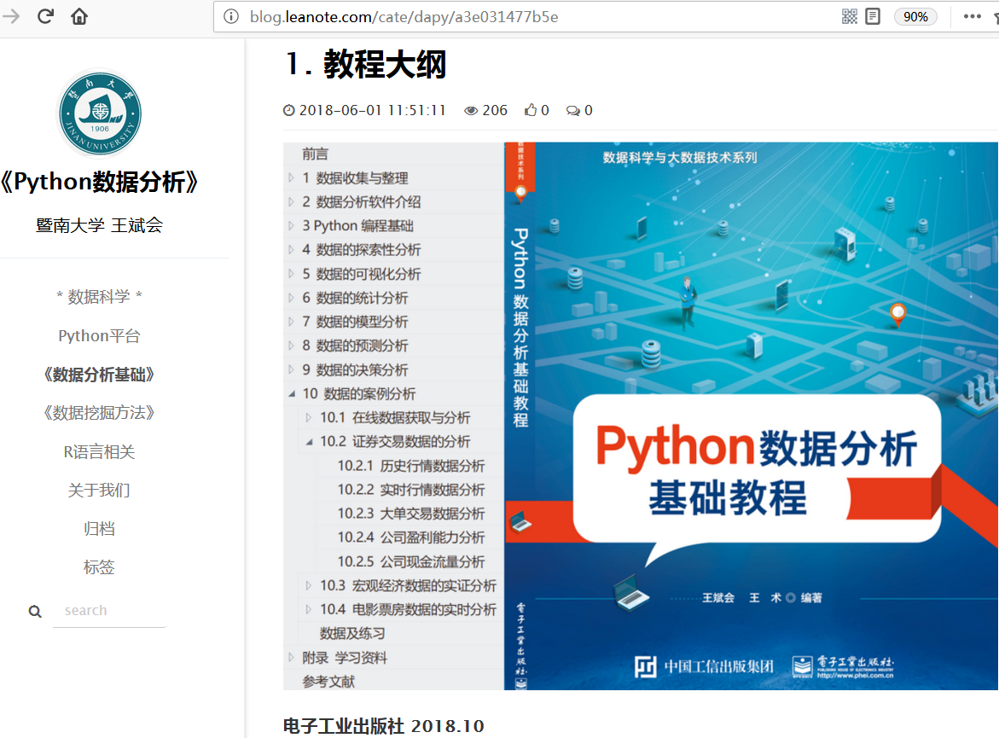 blog.leanote.com/cate/dapy/a3e031477b5e
90%
暨南大学
JINAN UNIVERSITY
1906
《Python数据分析》
暨南大学 王斌会
* 数据科学 *
Python平台
《数据分析基础》
《数据挖掘方法》
R语言相关
关于我们
归档
标签
search
1. 教程大纲
2018-06-01 11:51:11 206 0 0
前言
1 数据收集与整理
2 数据分析软件介绍
3 Python 编程基础
4 数据的探索性分析
5 数据的可视化分析
6 数据的统计分析
7 数据的模型分析
8 数据的预测分析
9 数据的决策分析
10 数据的案例分析
10.1 在线数据获取与分析
10.2 证券交易数据的分析
10.2.1 历史行情数据分析
10.2.2 实时行情数据分析
10.2.3 大单交易数据分析
10.2.4 公司盈利能力分析
10.2.5 公司现金流量分析
10.3 宏观经济数据的实证分析
10.4 电影票房数据的实时分析
数据及练习
附录 学习资料
参考文献
数据技术系列
Python 数据分析基础教程
電子工業出版社
数据科学与大数据技术系列
Python数据分析
基础教程
王斌会 王 术◎编著
中国工信出版集团
電子工業出版社
PUBLISHING HOUSE OF ELECTRONICS INDUSTRY
http://www.phei.com.cn
电子工业出版社 2018.10